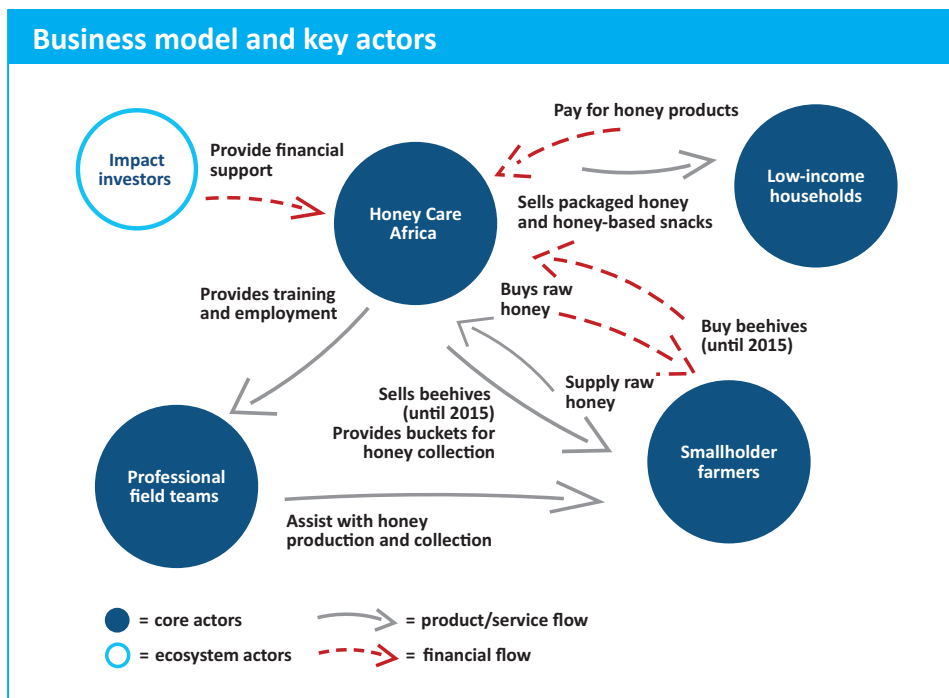 Business model and key actors
Impact
investors
Provide financial
support
Honey Care
Africa
Pay for honey products
Low-income
households
Sells packaged honey
and honey-based snacks
Provides training
and employment
Buys raw
honey
Buy beehives
(until 2015)
Sells beehives
(until 2015)
Provides buckets for
honey collection
Supply raw
honey
Professional
field teams
Smallholder
farmers
Assist with honey
production and collection
= core actors
= product/service flow
= ecosystem actors
= financial flow